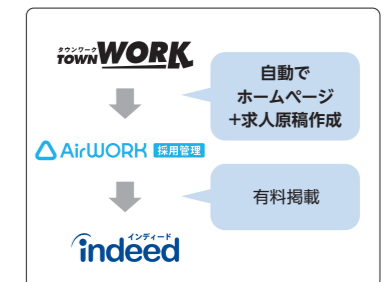 タウンワーク
TOWNWORK
自動で
ホームページ
+求人原稿作成
AirWORK 採用管理
有料掲載
インディード
indeed